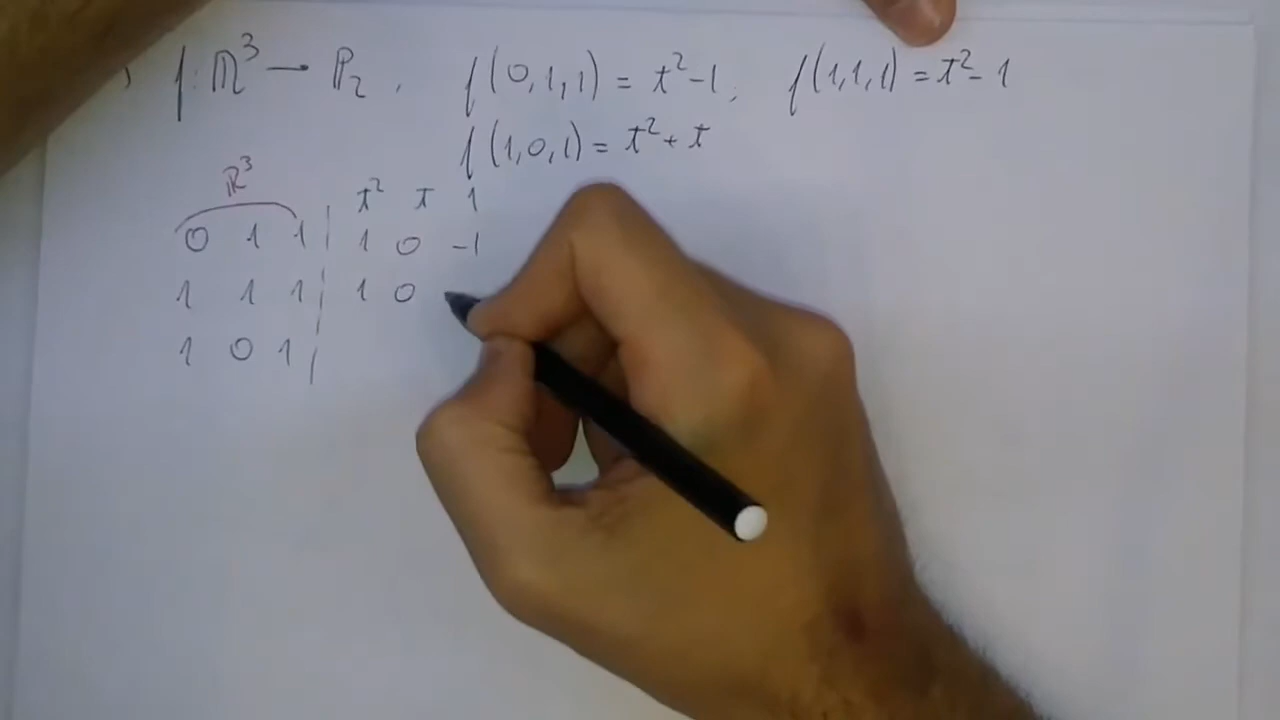 ) f: ℝ³ → P₂, f(0,1,1) = t²-1; f(1,1,1) = t²-1
f(1,0,1) = t² + t
ℝ³
t² t 1
0 1 1 | 1 0 -1
1 1 1 | 1 0
1 0 1 |